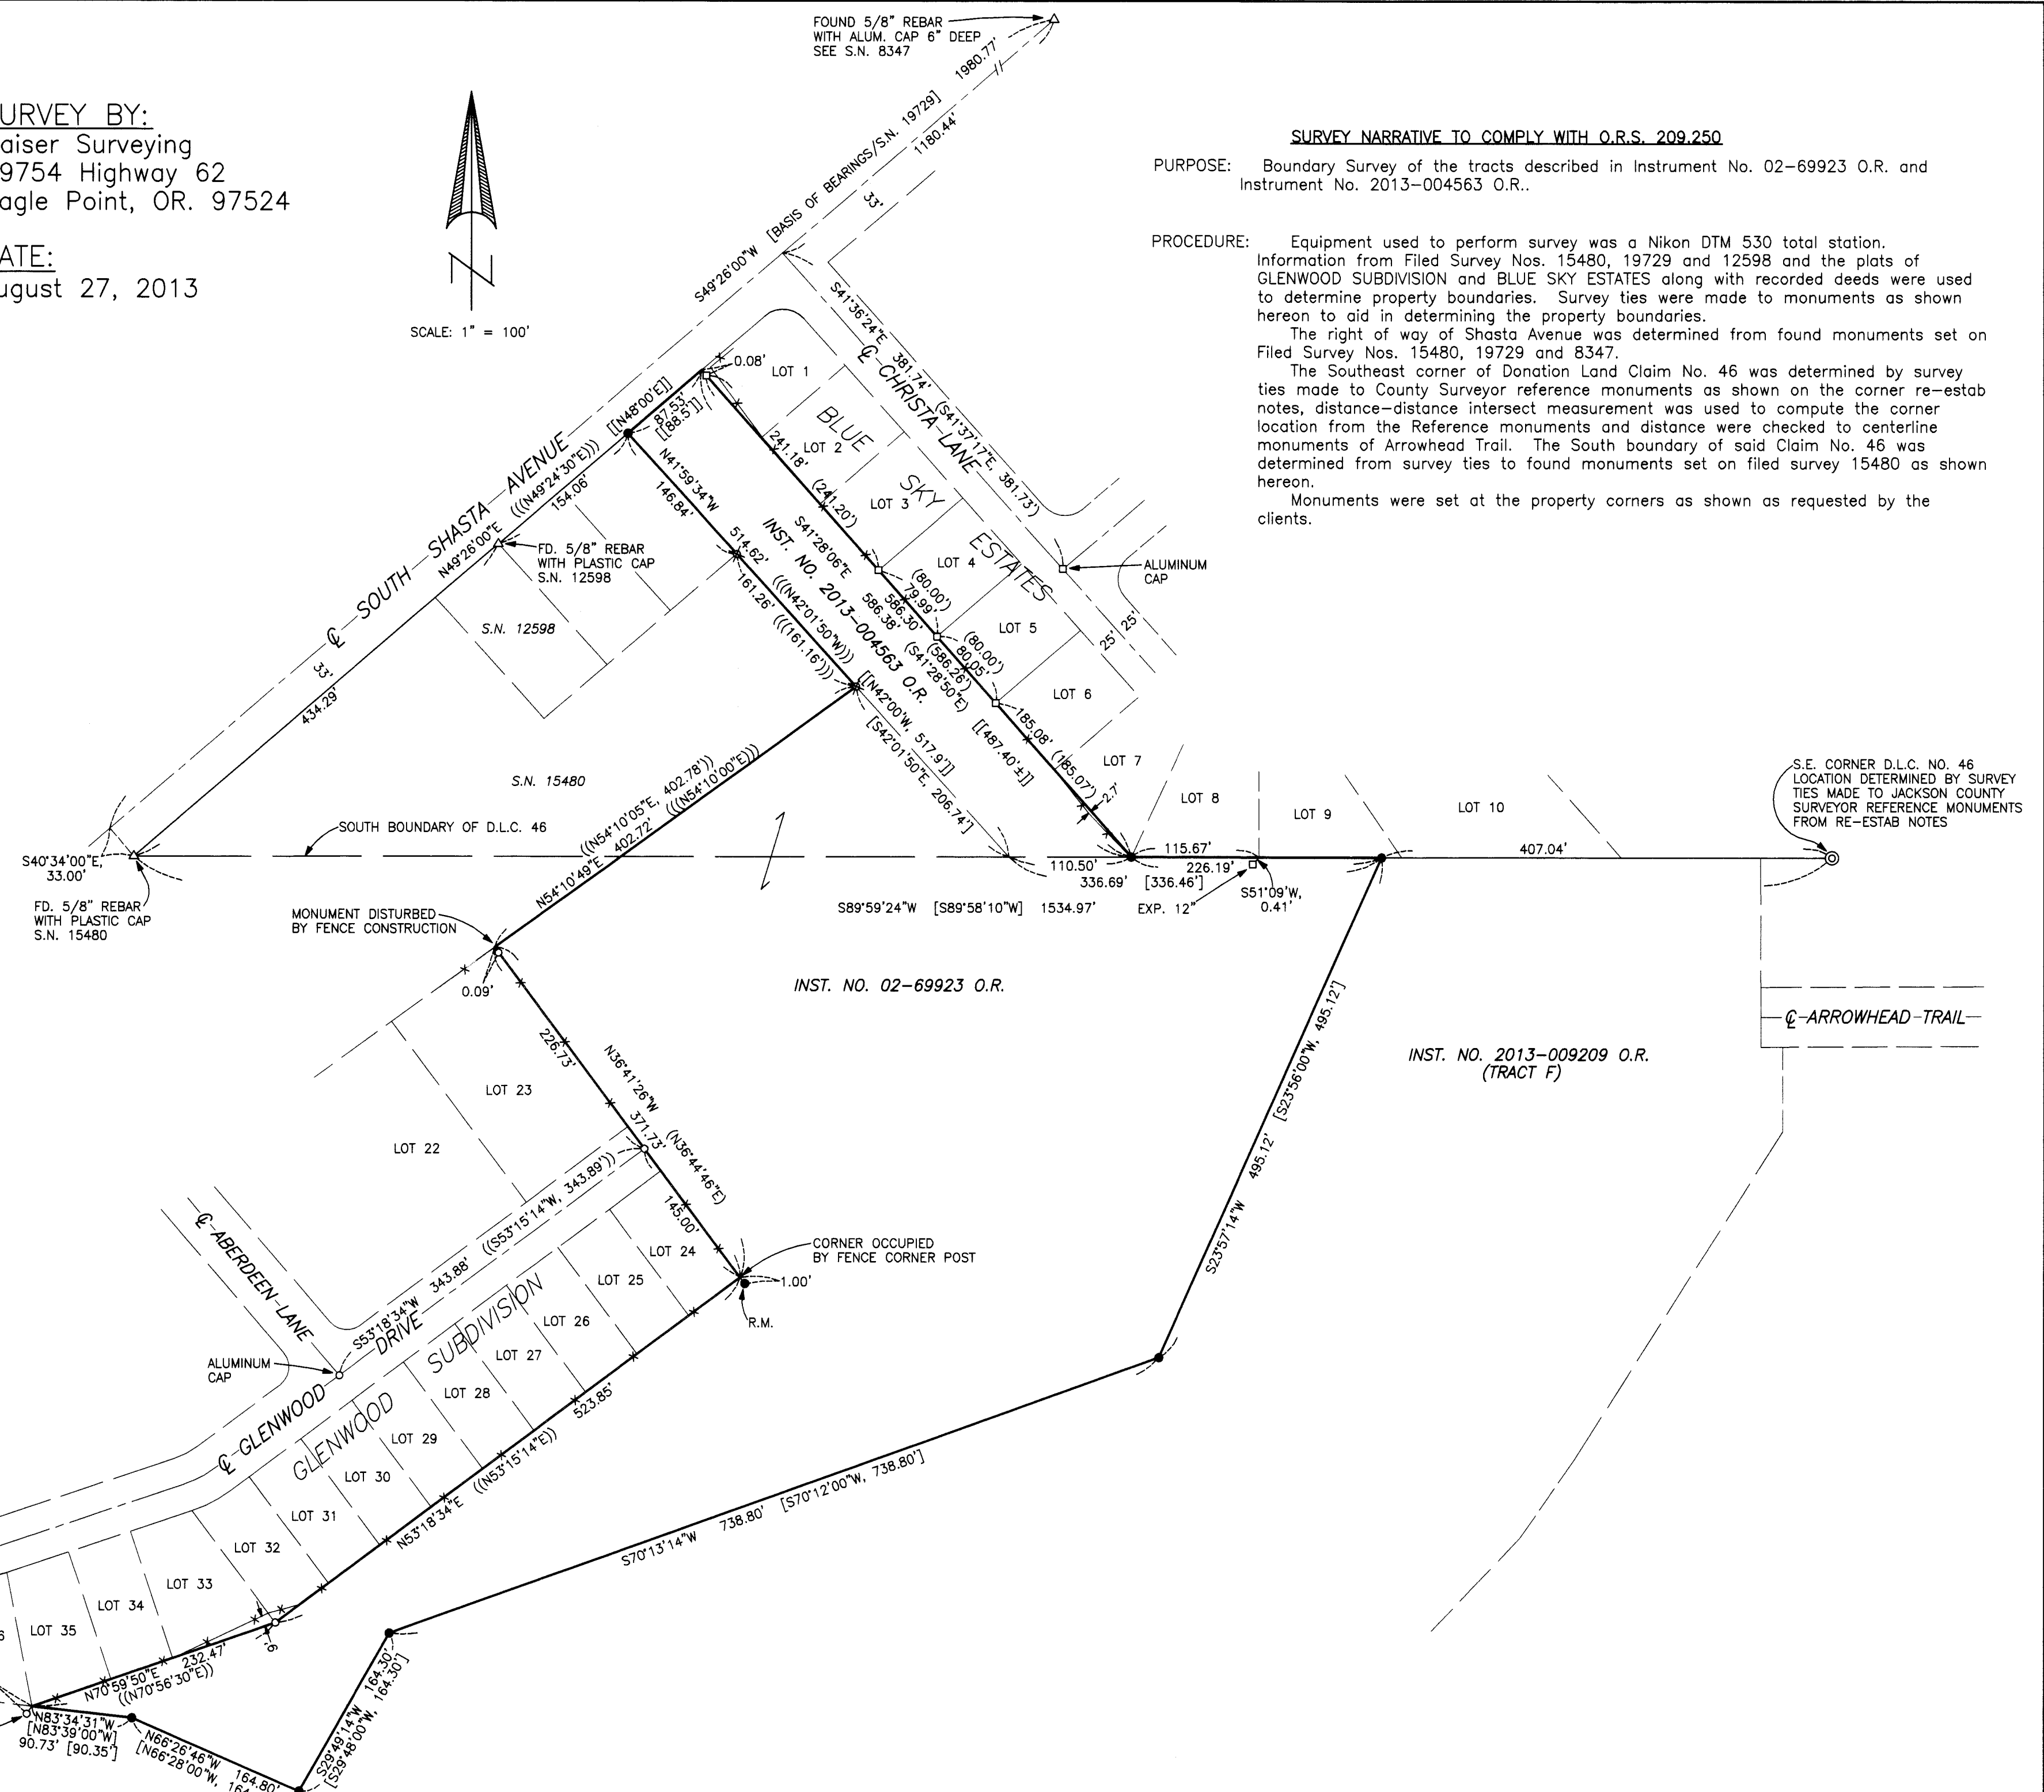 FOUND 5/8" REBAR
WITH ALUM. CAP 6" DEEP
SEE S.N. 8347
1980.77'
URVEY BY:
aiser Surveying
9754 Highway 62
agle Point, OR. 97524
ATE:
ugust 27, 2013
N
SCALE: 1" = 100'
SURVEY NARRATIVE TO COMPLY WITH O.R.S. 209.250
PURPOSE: Boundary Survey of the tracts described in Instrument No. 02-69923 O.R. and
Instrument No. 2013-004563 O.R..
PROCEDURE: Equipment used to perform survey was a Nikon DTM 530 total station.
Information from Filed Survey Nos. 15480, 19729 and 12598 and the plats of
GLENWOOD SUBDIVISION and BLUE SKY ESTATES along with recorded deeds were used
to determine property boundaries. Survey ties were made to monuments as shown
hereon to aid in determining the property boundaries.
The right of way of Shasta Avenue was determined from found monuments set on
Filed Survey Nos. 15480, 19729 and 8347.
The Southeast corner of Donation Land Claim No. 46 was determined by survey
ties made to County Surveyor reference monuments as shown on the corner re-estab
notes, distance-distance intersect measurement was used to compute the corner
location from the Reference monuments and distance were checked to centerline
monuments of Arrowhead Trail. The South boundary of said Claim No. 46 was
determined from survey ties to found monuments set on filed survey 15480 as shown
hereon.
Monuments were set at the property corners as shown as requested by the
clients.
S49°26'00"W [BASIS OF BEARINGS/S.N. 19729]
1180.44'
33'
S41°36'24"E 381.74' (S41°37'17"E, 381.73')
℄ CHRISTA LANE
0.08'
LOT 1
BLUE
LOT 2
SKY
LOT 3
ESTATES
LOT 4
LOT 5
LOT 6
LOT 7
LOT 8
LOT 9
LOT 10
25' 25'
ALUMINUM
CAP
[[N48°00'E]]
87.53'
[[88.5']]
N49°26'00"E (((N49°24'30"E)))
154.06'
℄ SOUTH SHASTA AVENUE
FD. 5/8" REBAR
WITH PLASTIC CAP
S.N. 12598
S.N. 12598
33'
434.29'
N41°59'34"W
146.84'
514.62' (((N42°01'50"W)))
161.26' (((161.16')))
[[N42°00'W, 517.9']]
[S42°01'50"E, 206.74']
INST. NO. 2013-004563 O.R.
241.18'
(241.20')
S41°28'06"E 586.30' (586.26')
586.38' (S41°28'50"E) [[487.40'±]]
(80.00')
79.99'
(80.00')
80.05'
185.08' (185.07')
2.7'
S.N. 15480
((N54°10'05"E, 402.78'))
N54°10'49"E 402.72' (((N54°10'00"E)))
SOUTH BOUNDARY OF D.L.C. 46
S40°34'00"E,
33.00'
FD. 5/8" REBAR
WITH PLASTIC CAP
S.N. 15480
MONUMENT DISTURBED
BY FENCE CONSTRUCTION
0.09'
110.50'
115.67'
226.19'
336.69' [336.46']
S89°59'24"W [S89°58'10"W] 1534.97'
EXP. 12"
S51°09'W,
0.41'
407.04'
S.E. CORNER D.L.C. NO. 46
LOCATION DETERMINED BY SURVEY
TIES MADE TO JACKSON COUNTY
SURVEYOR REFERENCE MONUMENTS
FROM RE-ESTAB NOTES
INST. NO. 02-69923 O.R.
℄ ARROWHEAD TRAIL
INST. NO. 2013-009209 O.R.
(TRACT F)
S23°57'14"W 495.12' [S23°56'00"W, 495.12']
226.73'
N36°41'26"W
371.73'
(N36°44'46"E)
145.00'
LOT 23
LOT 22
℄ ABERDEEN LANE
S53°18'34"W 343.88' ((S53°15'14"W, 343.89'))
℄ GLENWOOD DRIVE
ALUMINUM
CAP
GLENWOOD SUBDIVISION
CORNER OCCUPIED
BY FENCE CORNER POST
1.00'
R.M.
LOT 24
LOT 25
LOT 26
LOT 27
LOT 28
LOT 29
LOT 30
LOT 31
LOT 32
LOT 33
LOT 34
LOT 35
6
N53°18'34"E ((N53°15'14"E)) 523.85'
S70°13'14"W 738.80' [S70°12'00"W, 738.80']
N70°59'50"E 232.47'
((N70°56'30"E))
N83°34'31"W
[N83°39'00"W]
90.73' [90.35']
N66°26'46"W 164.80'
[N66°28'00"W, 164
S29°49'14"W 164.30'
[S29°48'00"W, 164.30']